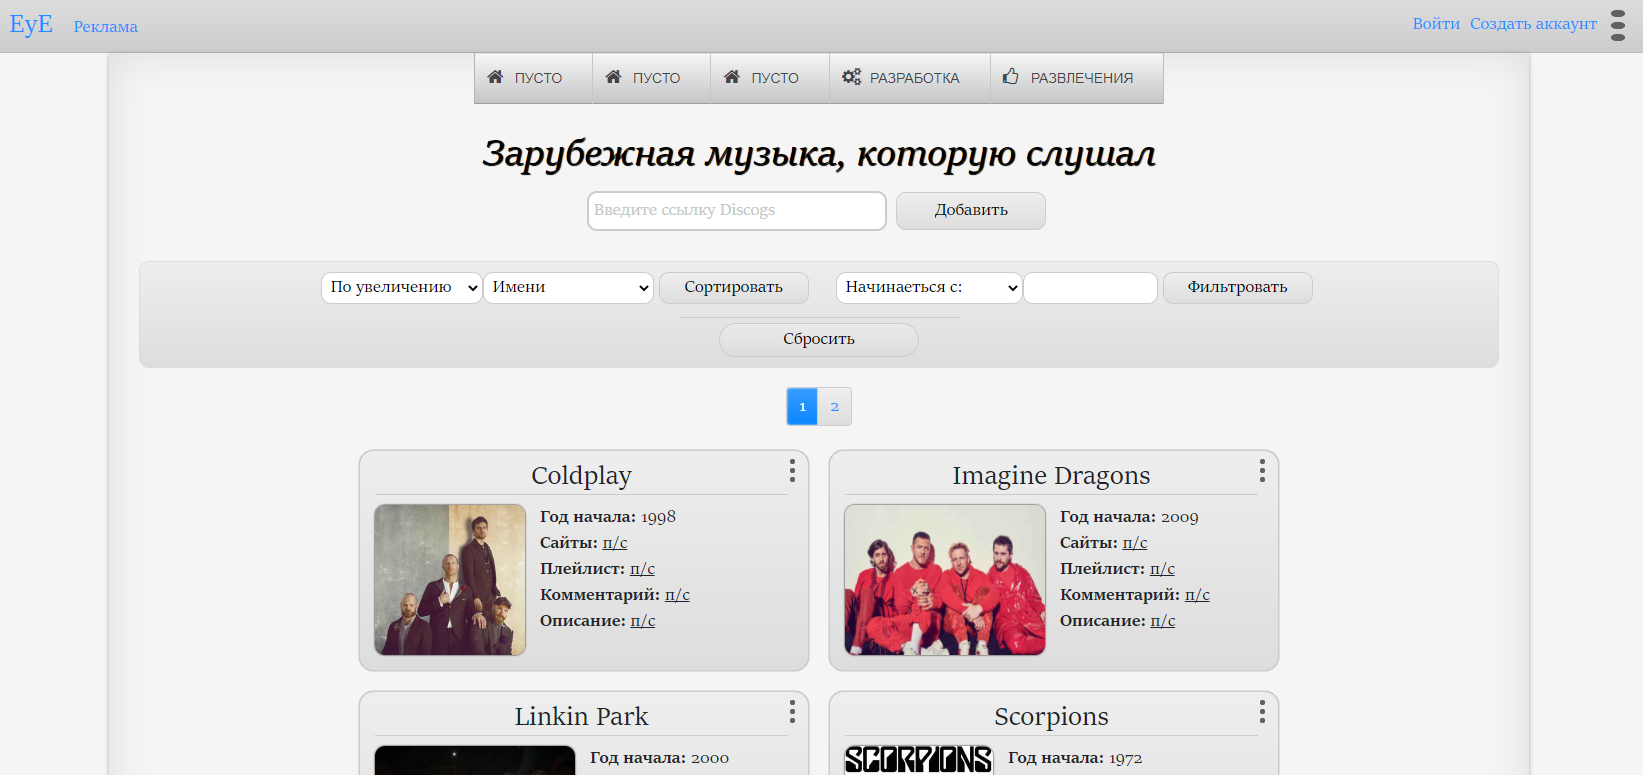 EyE Реклама Войти Создать аккаунт
ПУСТО ПУСТО ПУСТО РАЗРАБОТКА РАЗВЛЕЧЕНИЯ
Зарубежная музыка, которую слушал
Введите ссылку Discogs Добавить
По увеличению Имени Сортировать Начинаеться с: Фильтровать
Сбросить
1 2
Coldplay
Год начала: 1998
Сайты: п/с
Плейлист: п/с
Комментарий: п/с
Описание: п/с
Imagine Dragons
Год начала: 2009
Сайты: п/с
Плейлист: п/с
Комментарий: п/с
Описание: п/с
Linkin Park
Год начала: 2000
Scorpions
SCORPIONS
Год начала: 1972